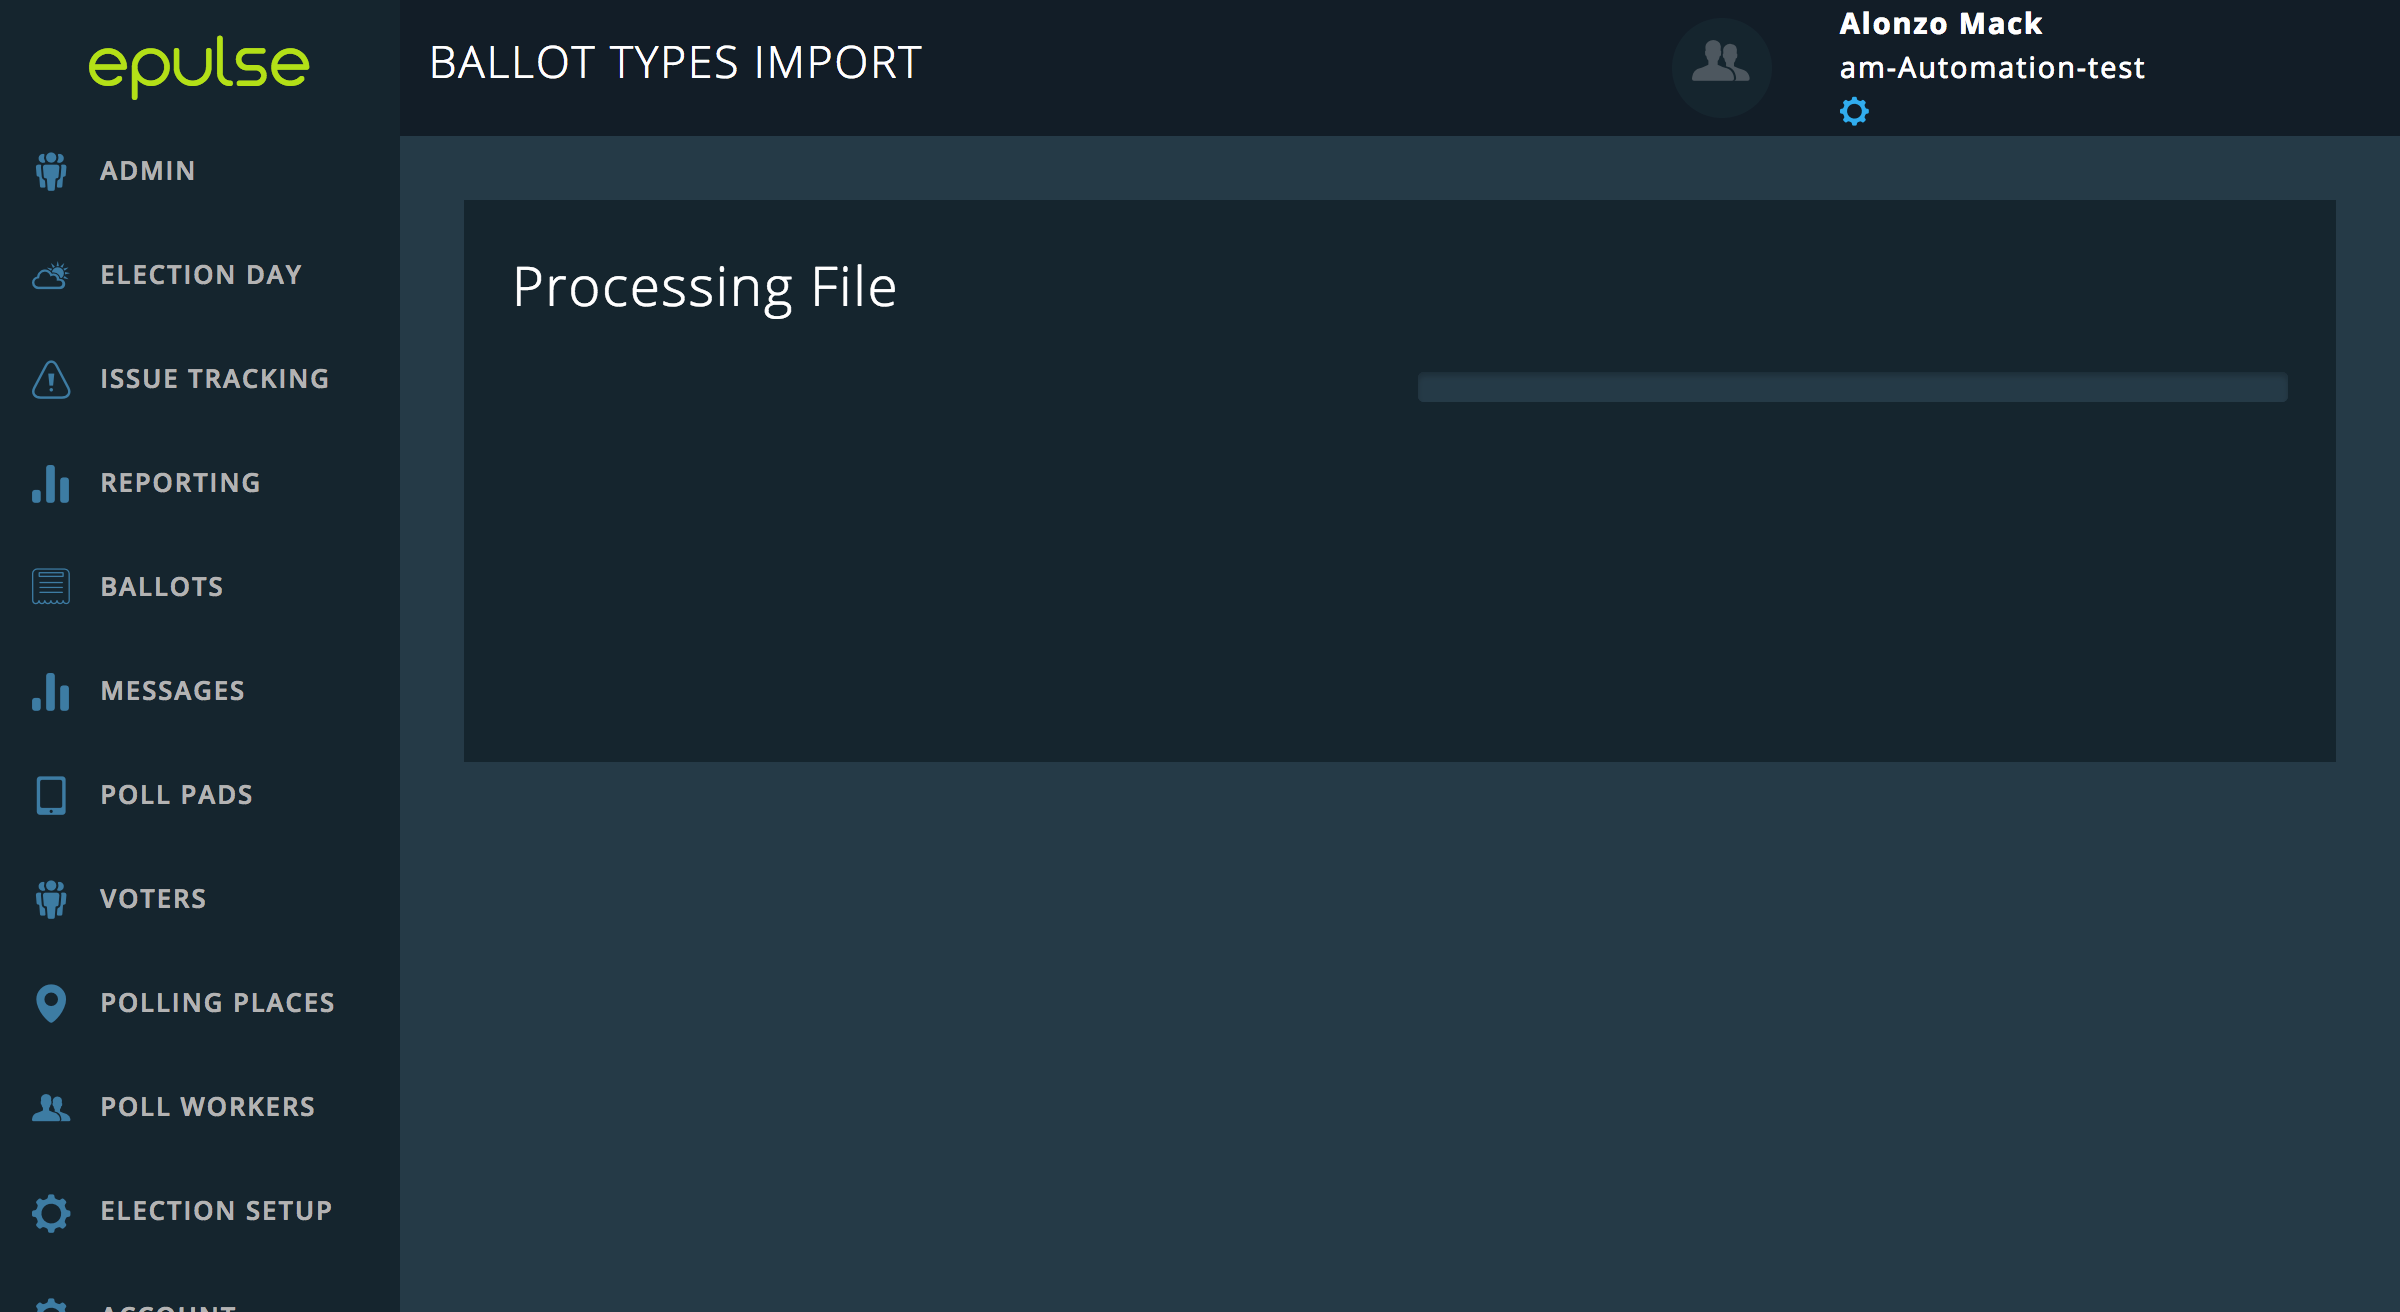 epulse
BALLOT TYPES IMPORT
Alonzo Mack
am-Automation-test
ADMIN
ELECTION DAY
ISSUE TRACKING
REPORTING
BALLOTS
MESSAGES
POLL PADS
VOTERS
POLLING PLACES
POLL WORKERS
ELECTION SETUP
ACCOUNT
Processing File